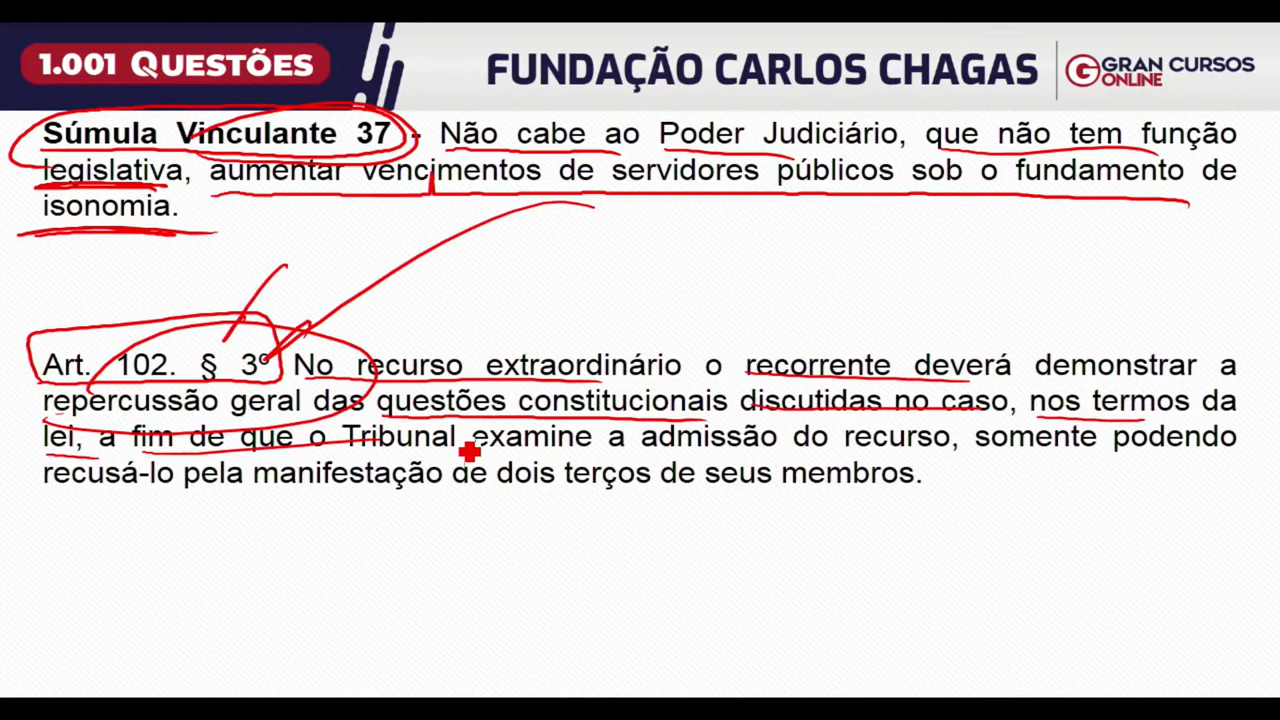 1.001 QUESTÕES
FUNDAÇÃO CARLOS CHAGAS
GRAN CURSOS
ONLINE
Súmula Vinculante 37 - Não cabe ao Poder Judiciário, que não tem função
legislativa, aumentar vencimentos de servidores públicos sob o fundamento de
isonomia.
Art. 102. § 3º No recurso extraordinário o recorrente deverá demonstrar a
repercussão geral das questões constitucionais discutidas no caso, nos termos da
lei, a fim de que o Tribunal examine a admissão do recurso, somente podendo
recusá-lo pela manifestação de dois terços de seus membros.